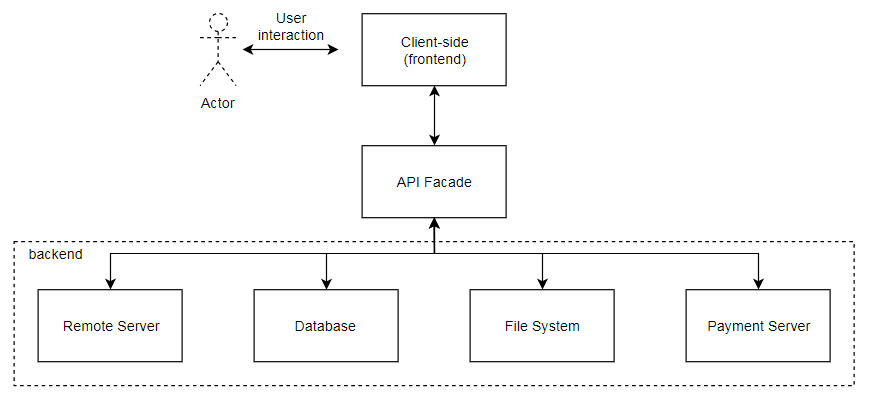 User
interaction
Client-side
(frontend)
Actor
API Facade
backend
Remote Server
Database
File System
Payment Server